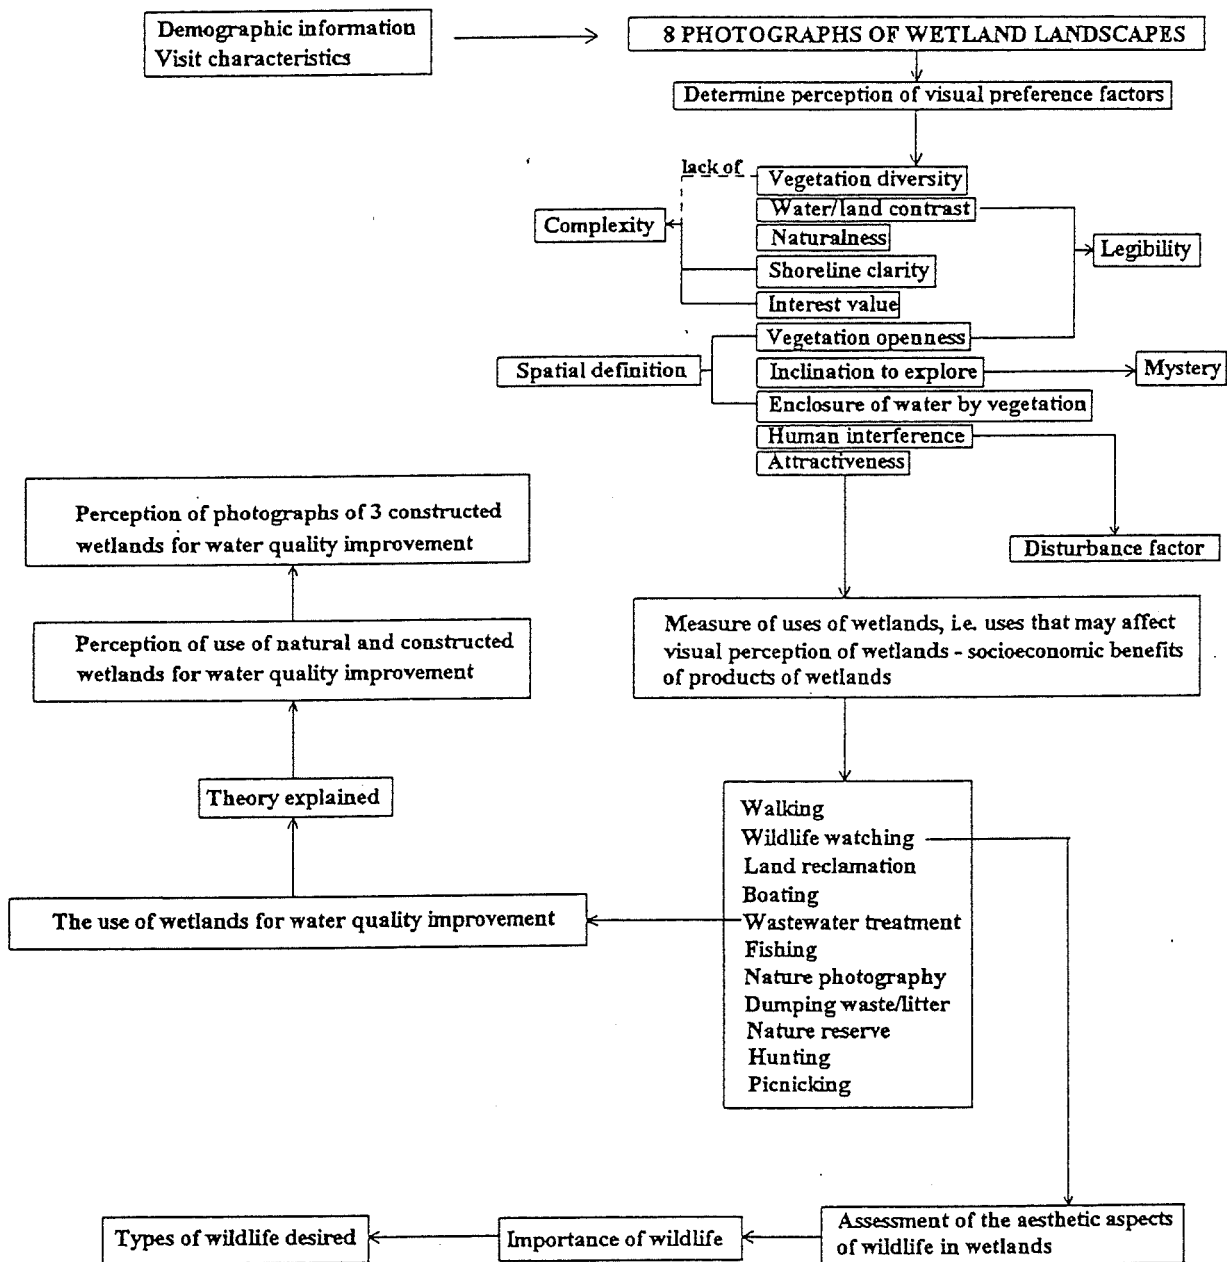 Demographic information
Visit characteristics
8 PHOTOGRAPHS OF WETLAND LANDSCAPES
Determine perception of visual preference factors
lack of
Vegetation diversity
Water/land contrast
Complexity
Naturalness
Legibility
Shoreline clarity
Interest value
Vegetation openness
Spatial definition
Inclination to explore
Mystery
Enclosure of water by vegetation
Human interference
Attractiveness
Disturbance factor
Perception of photographs of 3 constructed
wetlands for water quality improvement
Perception of use of natural and constructed
wetlands for water quality improvement
Measure of uses of wetlands, i.e. uses that may affect
visual perception of wetlands - socioeconomic benefits
of products of wetlands
Theory explained
The use of wetlands for water quality improvement
Walking
Wildlife watching
Land reclamation
Boating
Wastewater treatment
Fishing
Nature photography
Dumping waste/litter
Nature reserve
Hunting
Picnicking
Types of wildlife desired
Importance of wildlife
Assessment of the aesthetic aspects
of wildlife in wetlands